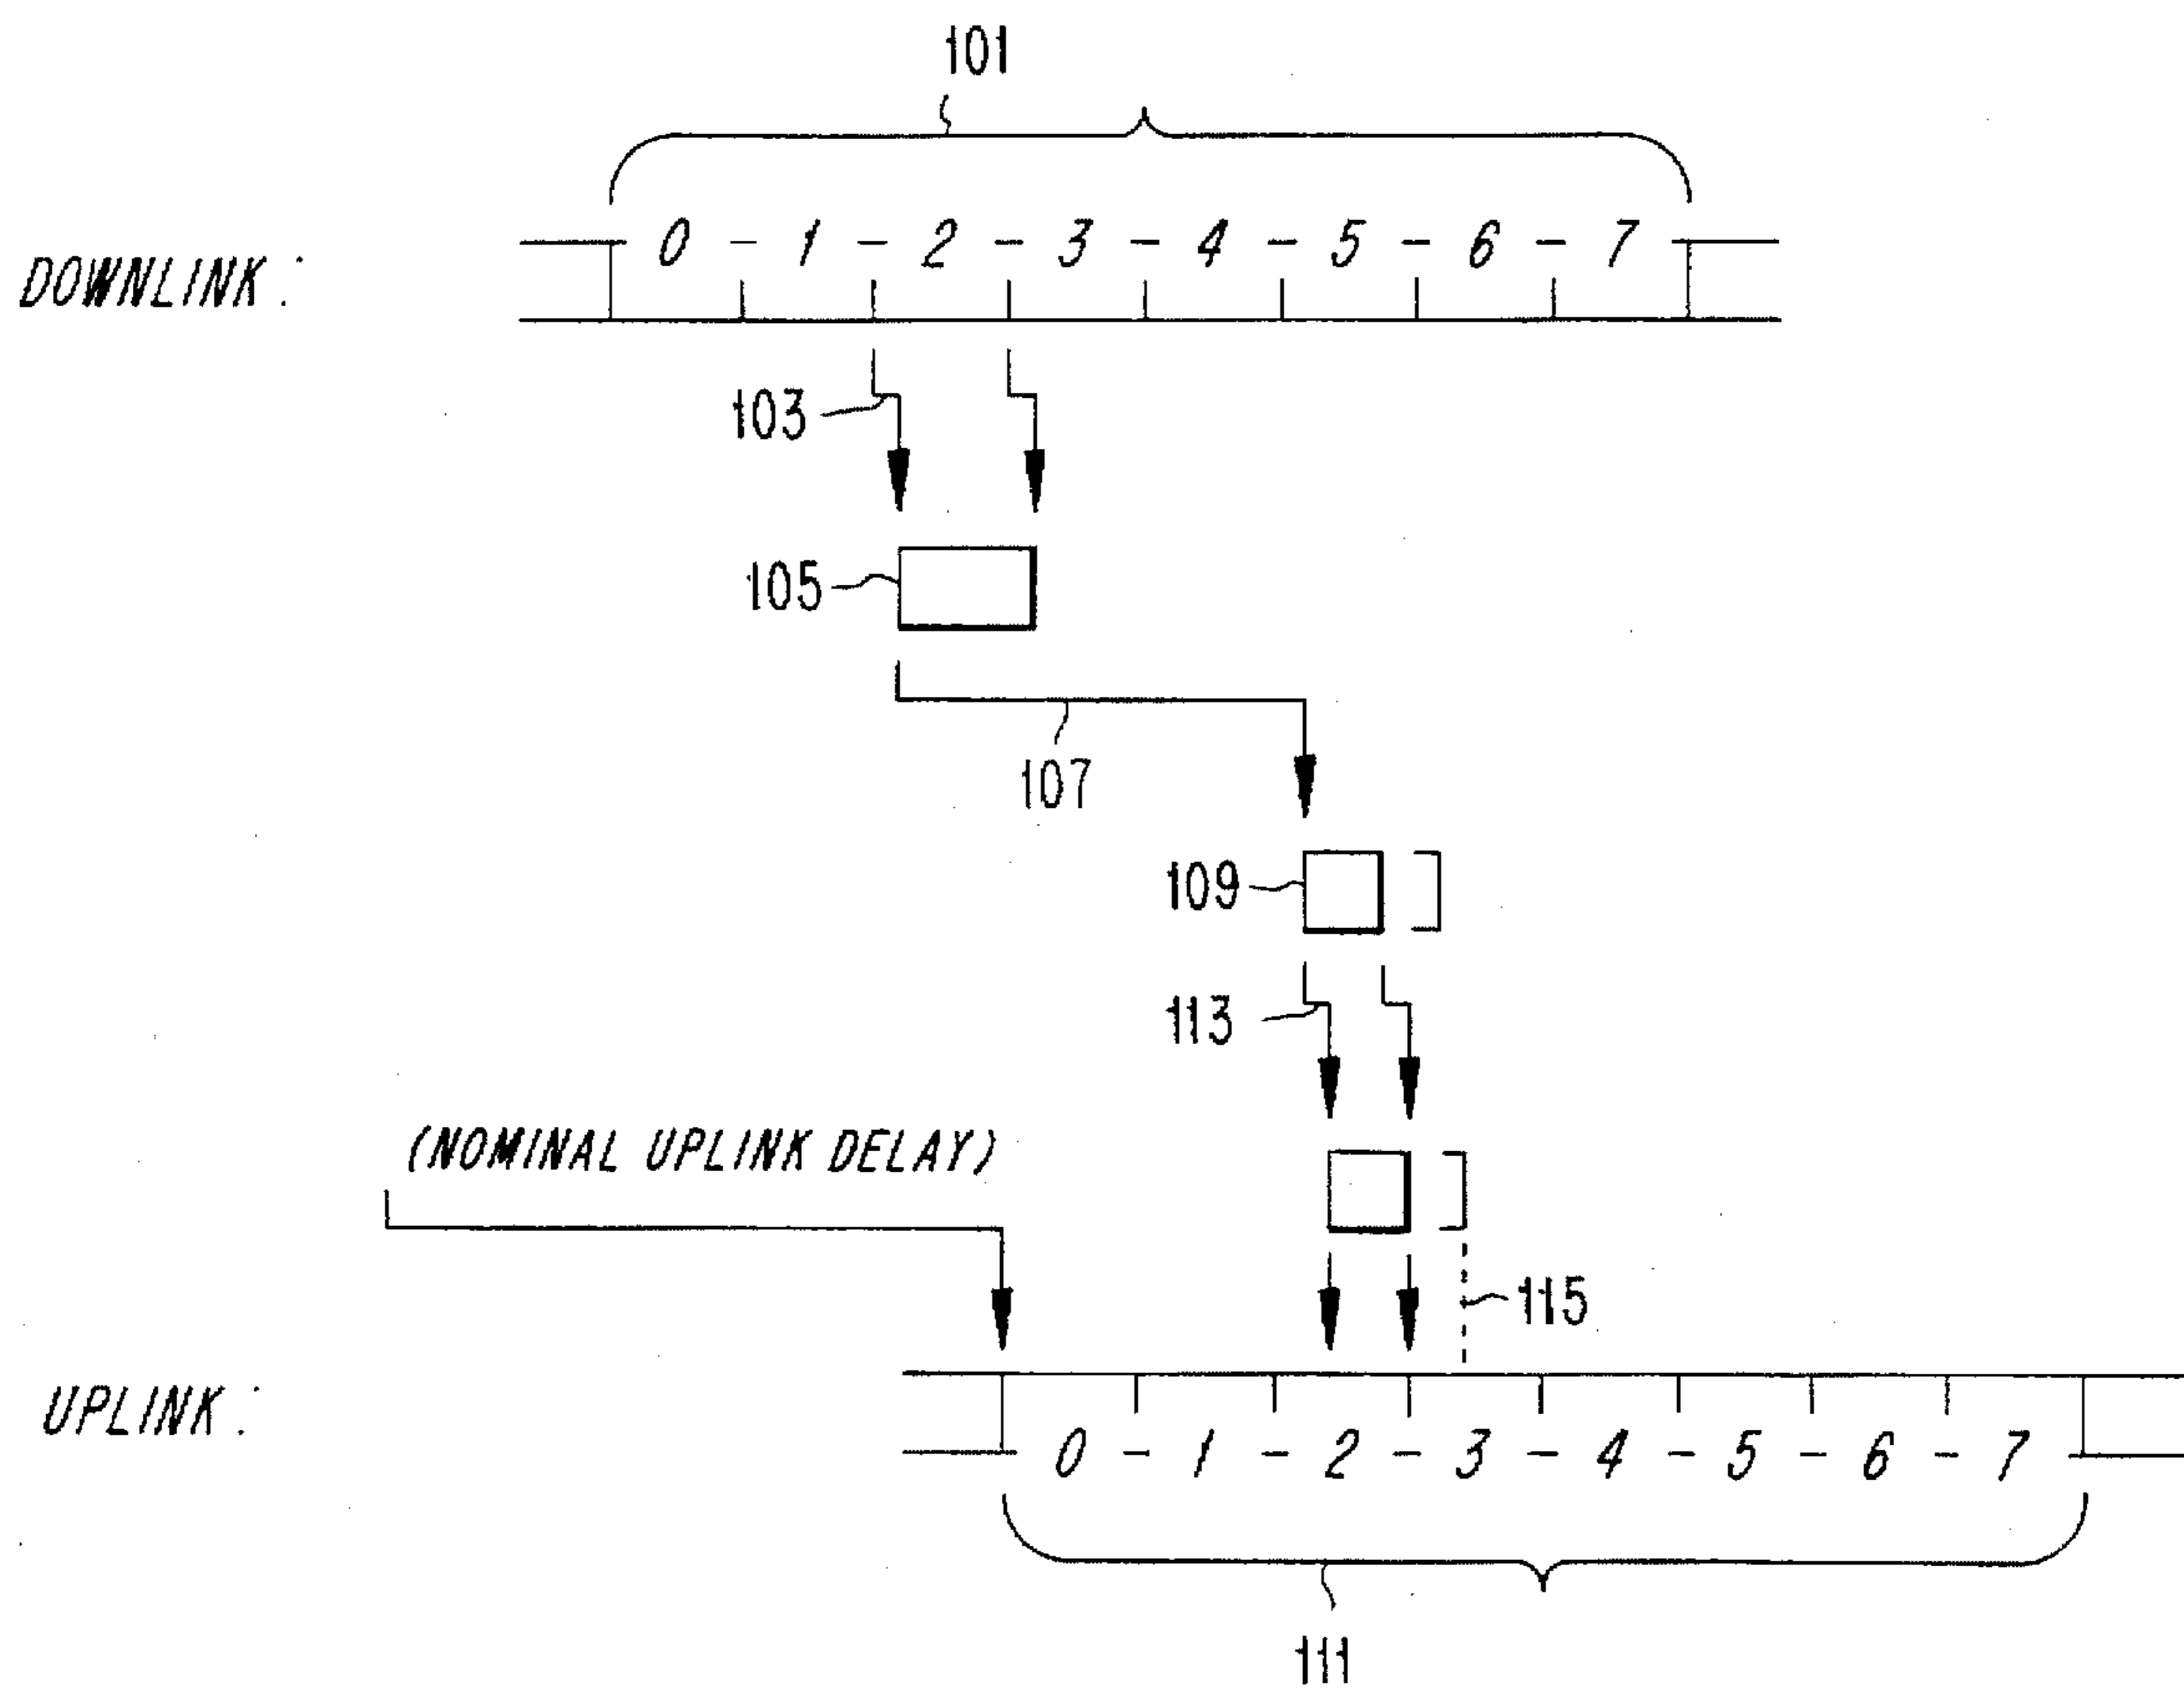 101
DOWNLINK: 0 - 1 - 2 - 3 - 4 - 5 - 6 - 7
103
105
107
109
113
(NOMINAL UPLINK DELAY)
115
UPLINK: 0 - 1 - 2 - 3 - 4 - 5 - 6 - 7
111